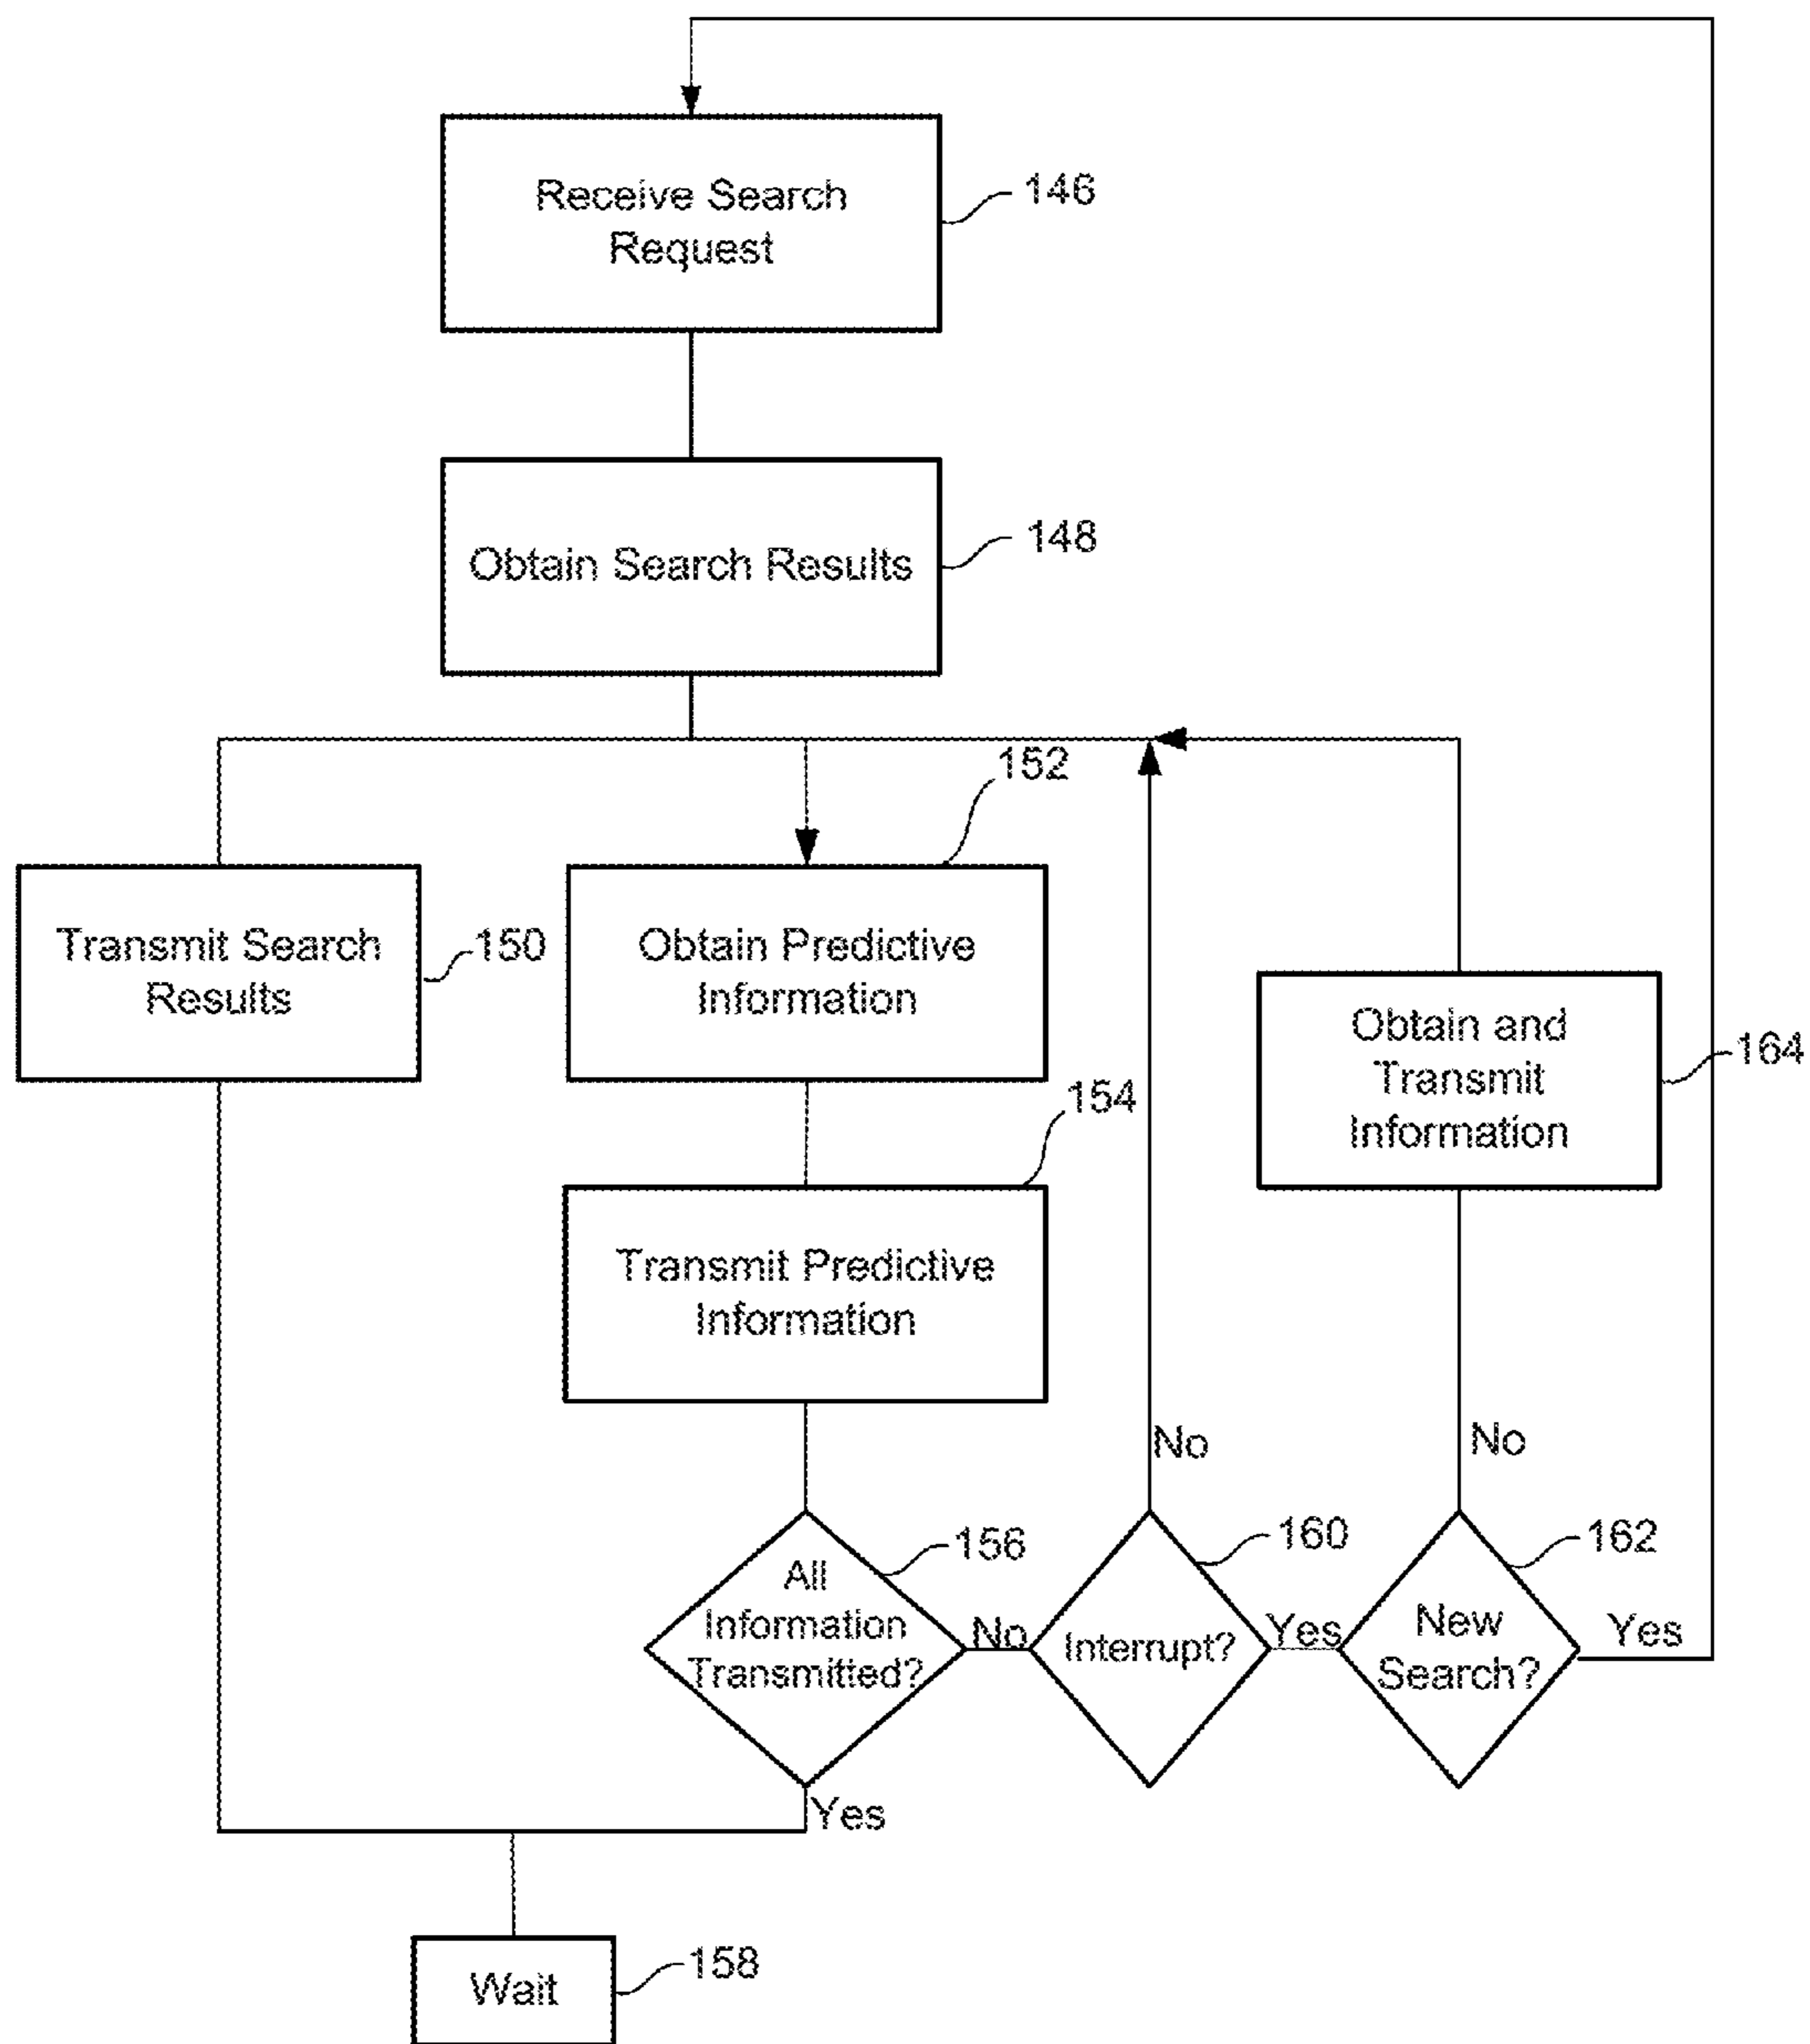 Receive Search
Request
146
Obtain Search Results
148
152
Transmit Search
Results
150
Obtain Predictive
Information
Obtain and
Transmit
Information
164
154
Transmit Predictive
Information
No
No
156
160
162
All
Information
Transmitted?
No
Interrupt?
Yes
New
Search?
Yes
Yes
Wait
158